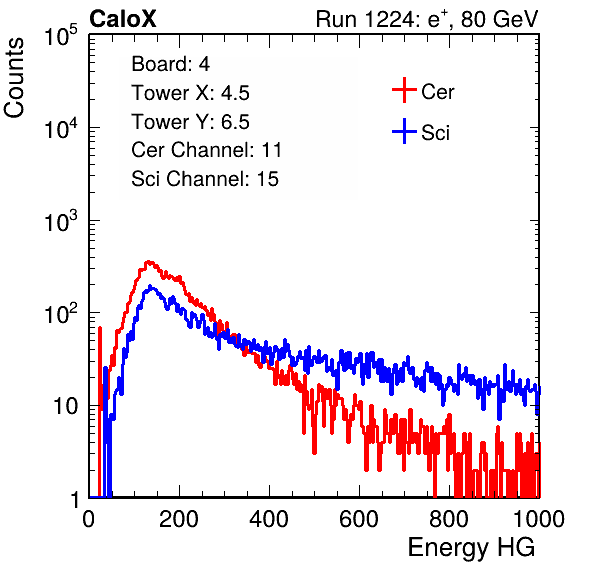 CaloX Run 1224: e⁺, 80 GeV
Counts
10⁵
10⁴
10³
10²
10
1
Board: 4
Tower X: 4.5
Tower Y: 6.5
Cer Channel: 11
Sci Channel: 15
Cer
Sci
0 200 400 600 800 1000
Energy HG